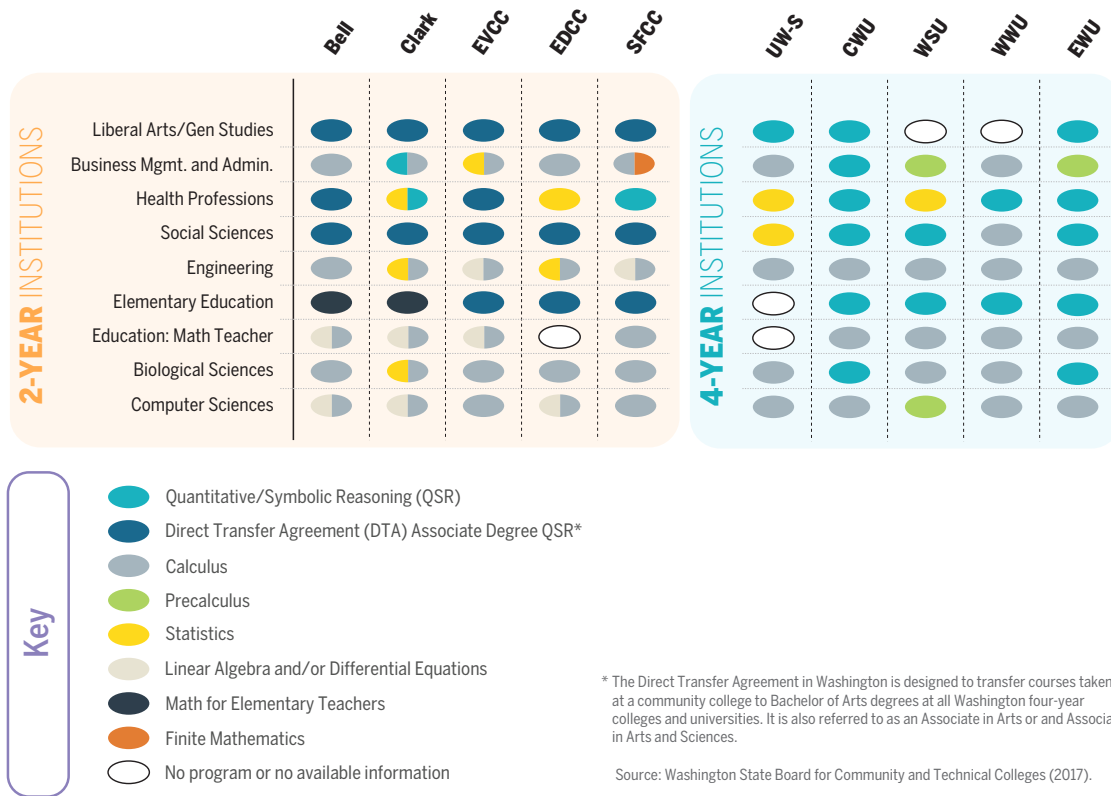 Bell Clark EVCC EDCC SFCC UW-S CWU WSU WWU EWU
2-YEAR INSTITUTIONS
4-YEAR INSTITUTIONS
Liberal Arts/Gen Studies
Business Mgmt. and Admin.
Health Professions
Social Sciences
Engineering
Elementary Education
Education: Math Teacher
Biological Sciences
Computer Sciences
Key
Quantitative/Symbolic Reasoning (QSR)
Direct Transfer Agreement (DTA) Associate Degree QSR*
Calculus
Precalculus
Statistics
Linear Algebra and/or Differential Equations
Math for Elementary Teachers
Finite Mathematics
No program or no available information
* The Direct Transfer Agreement in Washington is designed to transfer courses taken
at a community college to Bachelor of Arts degrees at all Washington four-year
colleges and universities. It is also referred to as an Associate in Arts or and Associa
in Arts and Sciences.
Source: Washington State Board for Community and Technical Colleges (2017).